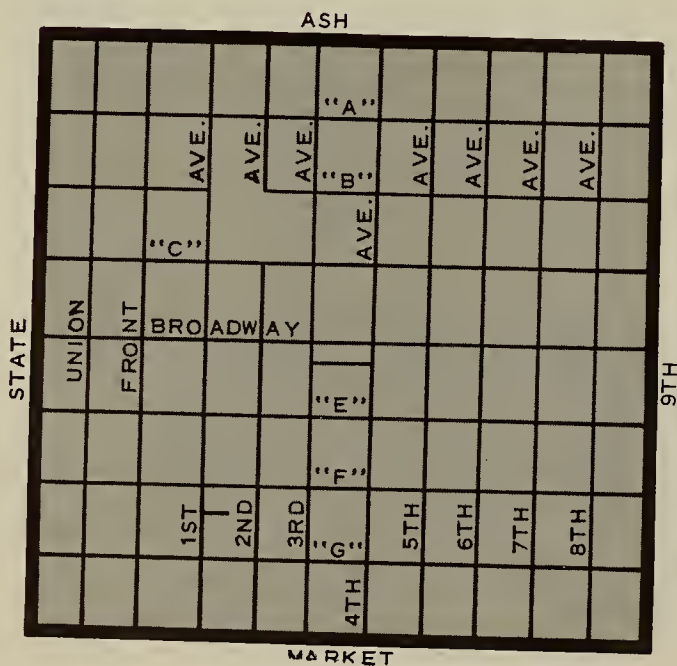 ASH
"A"
AVE.
AVE.
AVE.
AVE.
AVE.
AVE.
AVE.
"B"
AVE.
"C"
STATE
UNION
FRONT
BROADWAY
9TH
"E"
"F"
1ST
2ND
3RD
"G"
4TH
5TH
6TH
7TH
8TH
MARKET